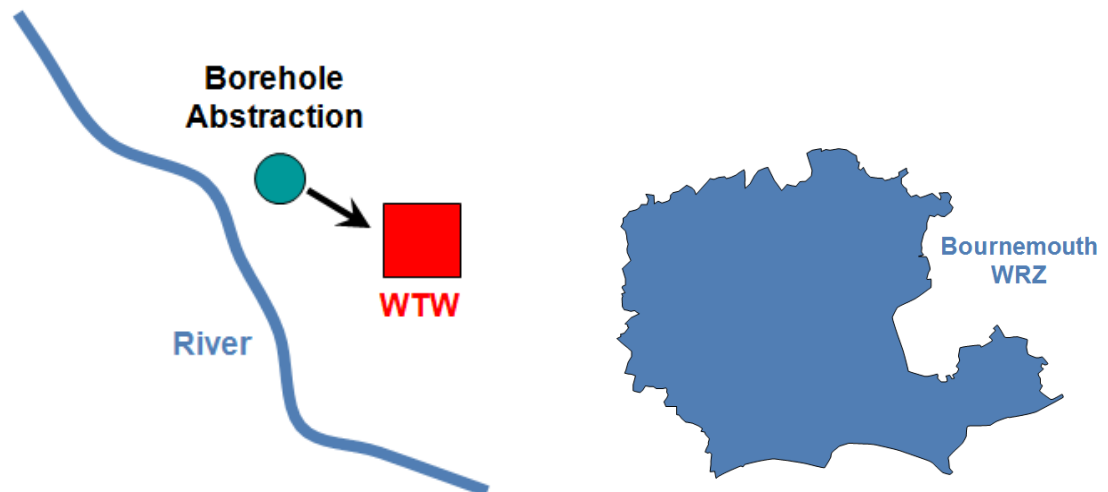 Borehole
Abstraction
WTW
River
Bournemouth
WRZ